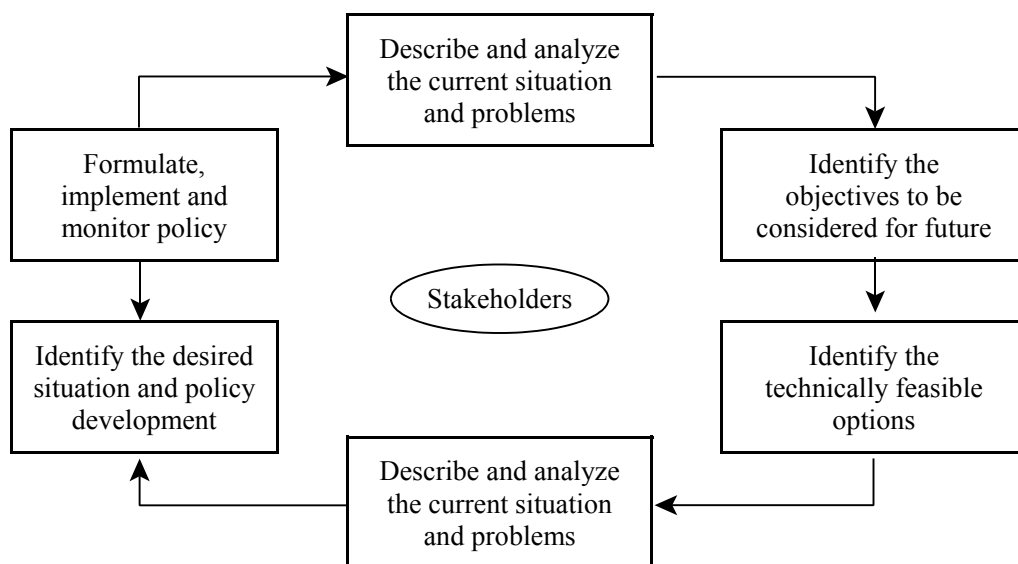 Describe and analyze
the current situation
and problems
Formulate,
implement and
monitor policy
Identify the
objectives to be
considered for future
Stakeholders
Identify the desired
situation and policy
development
Identify the
technically feasible
options
Describe and analyze
the current situation
and problems